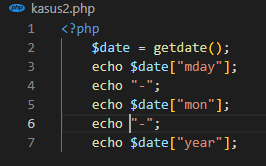 php kasus2.php
1 <?php
2 $date = getdate();
3 echo $date["mday"];
4 echo "-";
5 echo $date["mon"];
6 echo "-";
7 echo $date["year"];